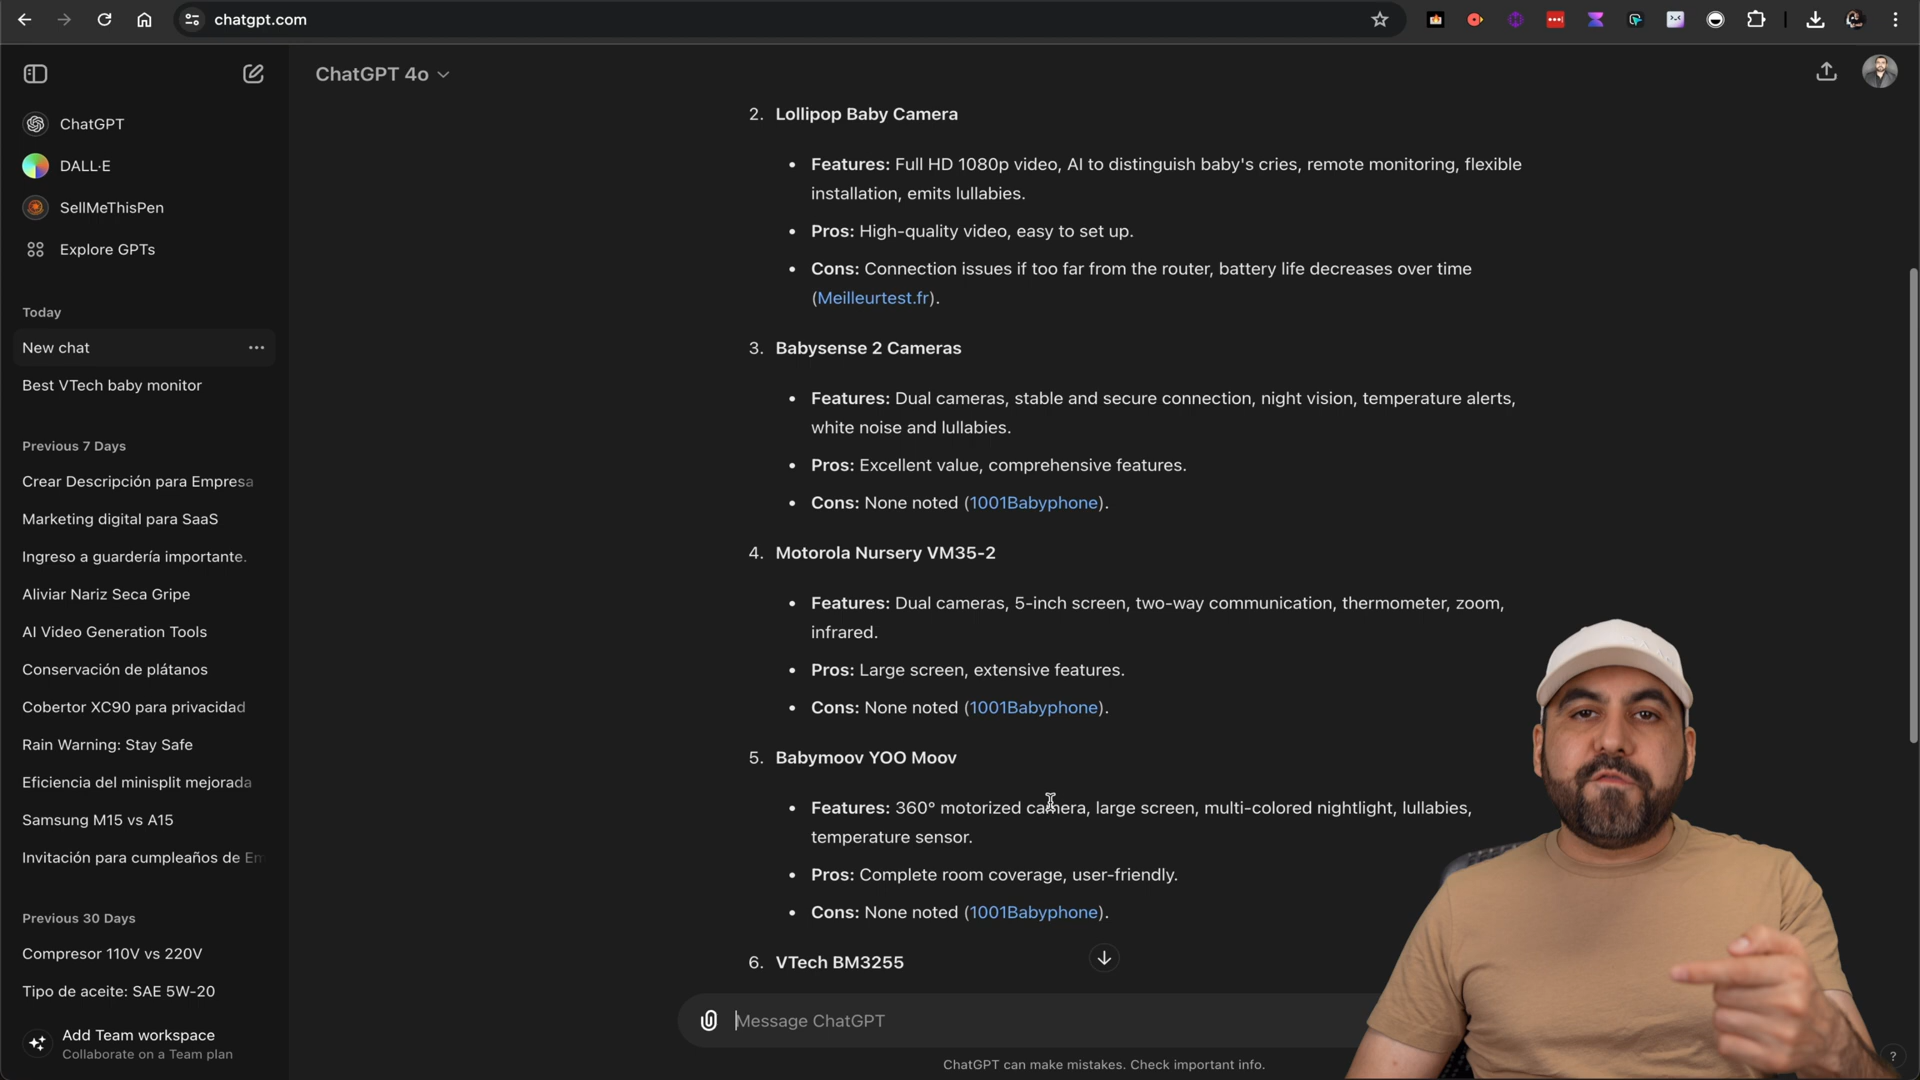 chatgpt.com
ChatGPT 4o
ChatGPT
DALL·E
SellMeThisPen
Explore GPTs
Today
New chat
Best VTech baby monitor
Previous 7 Days
Crear Descripción para Empresa
Marketing digital para SaaS
Ingreso a guardería importante.
Aliviar Nariz Seca Gripe
AI Video Generation Tools
Conservación de plátanos
Cobertor XC90 para privacidad
Rain Warning: Stay Safe
Eficiencia del minisplit mejorada
Samsung M15 vs A15
Invitación para cumpleaños de Em
Previous 30 Days
Compresor 110V vs 220V
Tipo de aceite: SAE 5W-20
Add Team workspace
Collaborate on a Team plan
2. Lollipop Baby Camera
• Features: Full HD 1080p video, AI to distinguish baby's cries, remote monitoring, flexible
installation, emits lullabies.
• Pros: High-quality video, easy to set up.
• Cons: Connection issues if too far from the router, battery life decreases over time
(Meilleurtest.fr).
3. Babysense 2 Cameras
• Features: Dual cameras, stable and secure connection, night vision, temperature alerts,
white noise and lullabies.
• Pros: Excellent value, comprehensive features.
• Cons: None noted (1001Babyphone).
4. Motorola Nursery VM35-2
• Features: Dual cameras, 5-inch screen, two-way communication, thermometer, zoom,
infrared.
• Pros: Large screen, extensive features.
• Cons: None noted (1001Babyphone).
5. Babymoov YOO Moov
• Features: 360° motorized camera, large screen, multi-colored nightlight, lullabies,
temperature sensor.
• Pros: Complete room coverage, user-friendly.
• Cons: None noted (1001Babyphone).
6. VTech BM3255
Message ChatGPT
ChatGPT can make mistakes. Check important info.
?